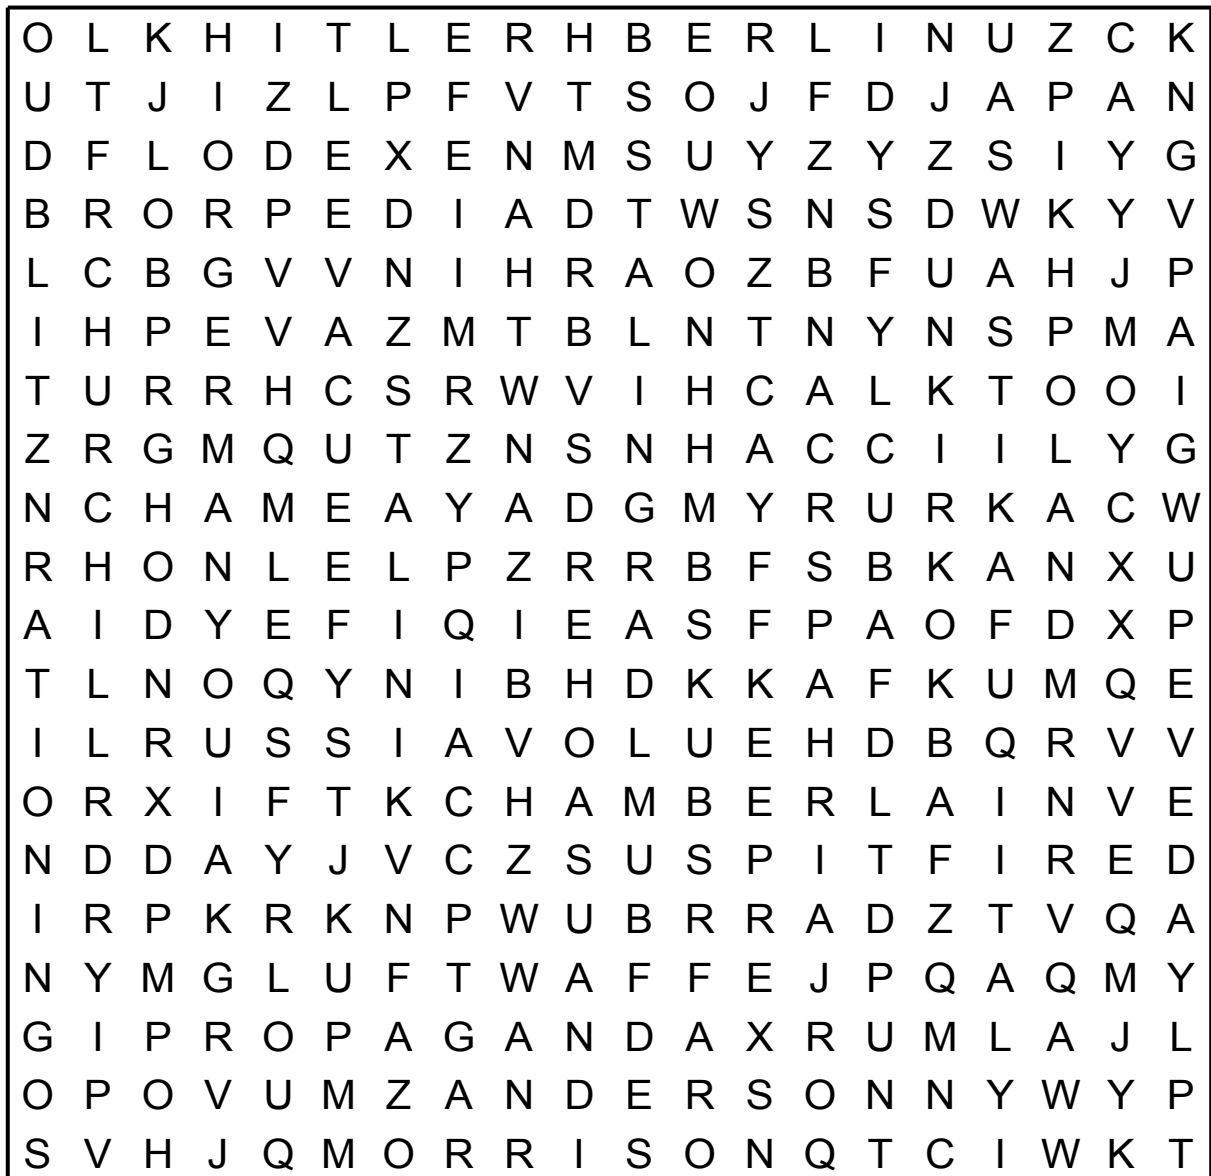 O L K H I T L E R H B E R L I N U Z C K
U T J I Z L P F V T S O J F D J A P A N
D F L O D E X E N M S U Y Z Y Z S I Y G
B R O R P E D I A D T W S N S D W K Y V
L C B G V V N I H R A O Z B F U A H J P
I H P E V A Z M T B L N T N Y N S P M A
T U R R H C S R W V I H C A L K T O O I
Z R G M Q U T Z N S N H A C C I I L Y G
N C H A M E A Y A D G M Y R U R K A C W
R H O N L E L P Z R R B F S B K A N X U
A I D Y E F I Q I E A S F P A O F D X P
T L N O Q Y N I B H D K K A F K U M Q E
I L R U S S I A V O L U E H D B Q R V V
O R X I F T K C H A M B E R L A I N V E
N D D A Y J V C Z S U S P I T F I R E D
I R P K R K N P W U B R R A D Z T V Q A
N Y M G L U F T W A F F E J P Q A Q M Y
G I P R O P A G A N D A X R U M L A J L
O P O V U M Z A N D E R S O N N Y W Y P
S V H J Q M O R R I S O N Q T C I W K T